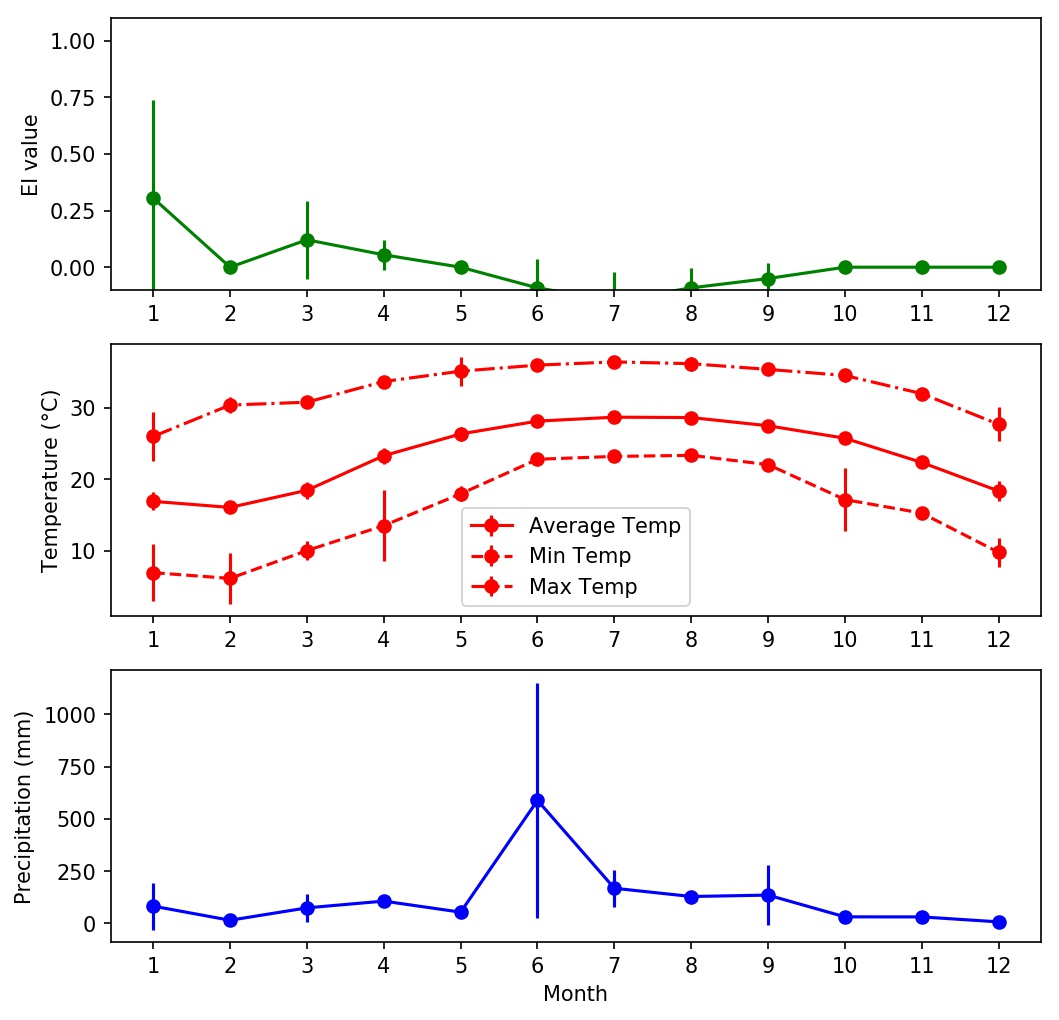 1.00
0.75
0.50
0.25
0.00
EI value
1 2 3 4 5 6 7 8 9 10 11 12
30
20
10
Temperature (°C)
Average Temp
Min Temp
Max Temp
1 2 3 4 5 6 7 8 9 10 11 12
1000
750
500
250
0
Precipitation (mm)
1 2 3 4 5 6 7 8 9 10 11 12
Month